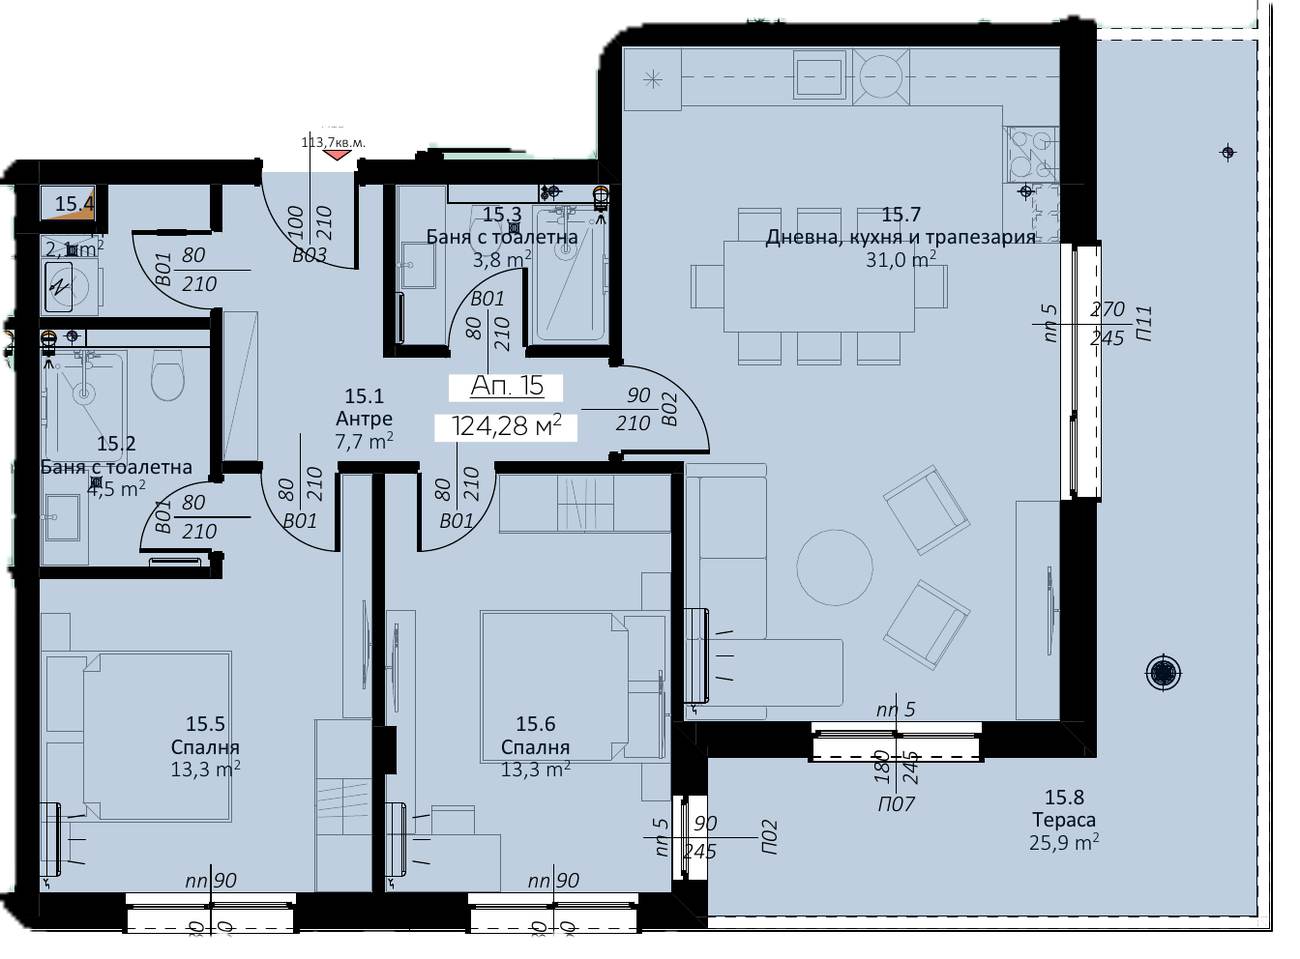 113,7кв.м.
15.4
2,1 m²
80
210
B01
100
210
B03
15.3
Баня с тоалетна
3,8 m²
B01
80
210
15.7
Дневна, кухня и трапезария
31,0 m²
пп 5
270
245
П11
Ап. 15
124,28 м²
90
210
B02
15.1
Антре
7,7 m²
15.2
Баня с тоалетна
4,5 m²
80
210
B01
80
210
B01
80
210
B01
15.5
Спалня
13,3 m²
15.6
Спалня
13,3 m²
пп 5
180
245
П07
15.8
Тераса
25,9 m²
пп 5
90
245
П02
пп 90
пп 90